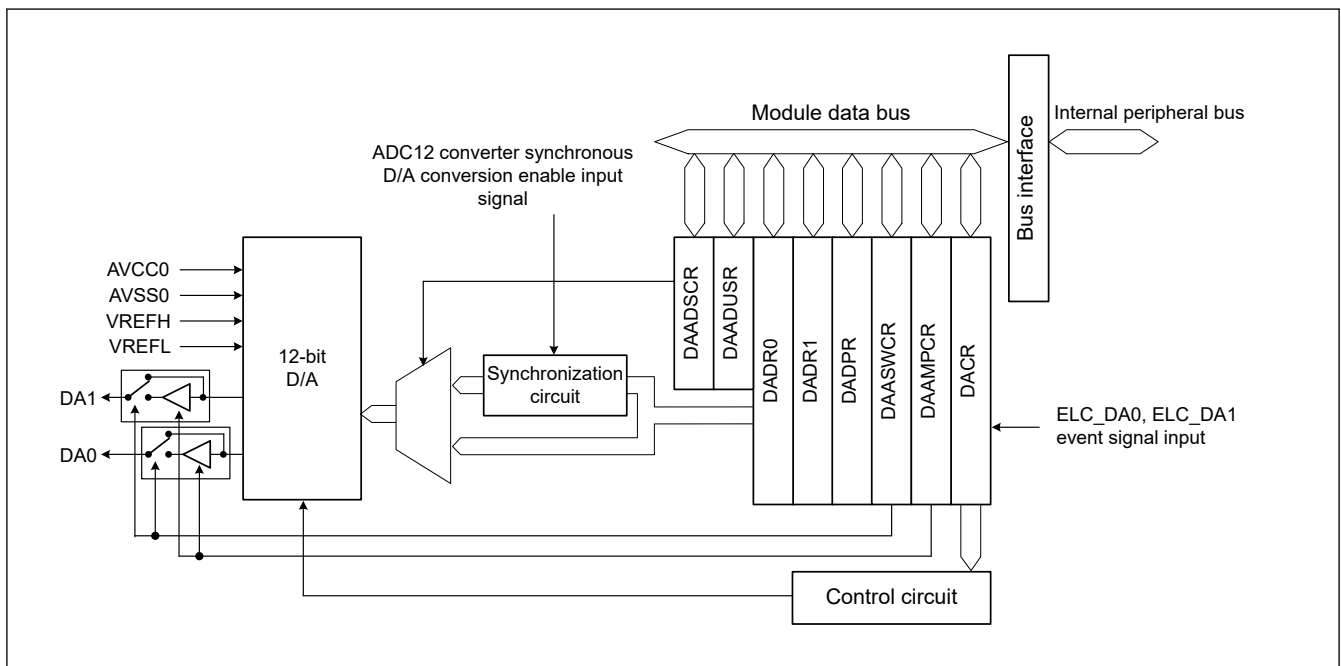 Module data bus
Bus interface
Internal peripheral bus
ADC12 converter synchronous
D/A conversion enable input
signal
AVCC0
AVSS0
VREFH
VREFL
12-bit
D/A
DA1
DA0
Synchronization
circuit
DAADSCR
DAADUSR
DADR0
DADR1
DADPR
DAASWCR
DAAMPCR
DACR
ELC_DA0, ELC_DA1
event signal input
Control circuit